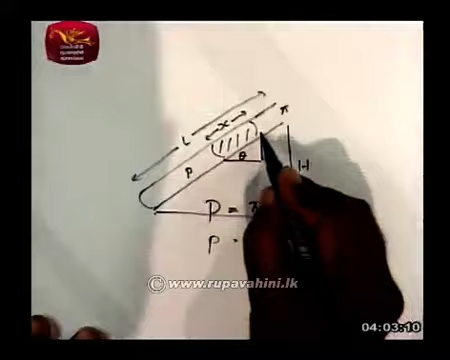 L
x
π
P
θ
H
P =
P =
© www.rupavahini.lk
04:03:10